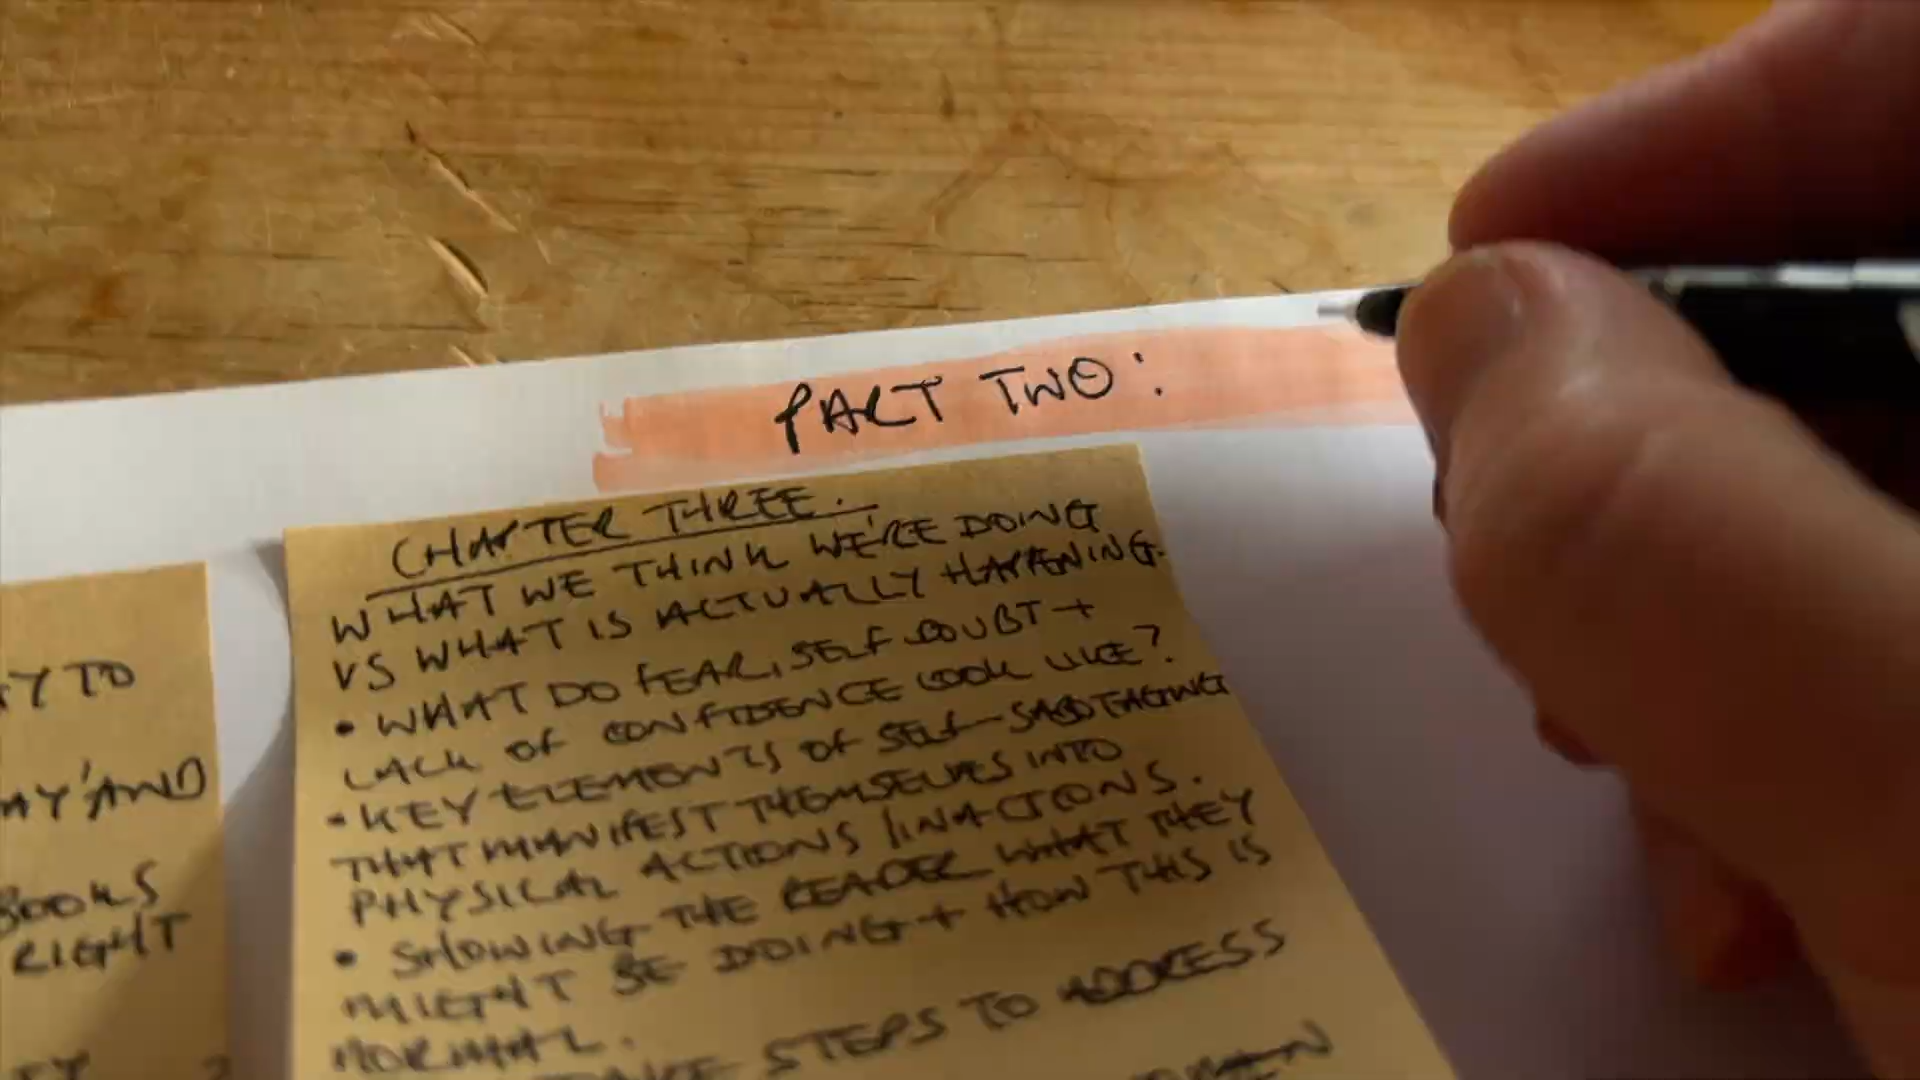 PART TWO:
CHAPTER THREE.
WHAT WE THINK WE'RE DOING
VS WHAT IS ACTUALLY HAPPENING.
• WHAT DO FEAR, SELF DOUBT +
LACK OF CONFIDENCE LOOK LIKE?
• KEY ELEMENTS OF SELF-SABOTAGING
THAT MANIFEST THEMSELVES INTO
PHYSICAL ACTIONS / INACTIONS.
• SHOWING THE READER WHAT THEY
MIGHT BE DOING + HOW THIS IS
NORMAL.
STEPS TO ADDRESS
TO
AND
BOOKS
RIGHT